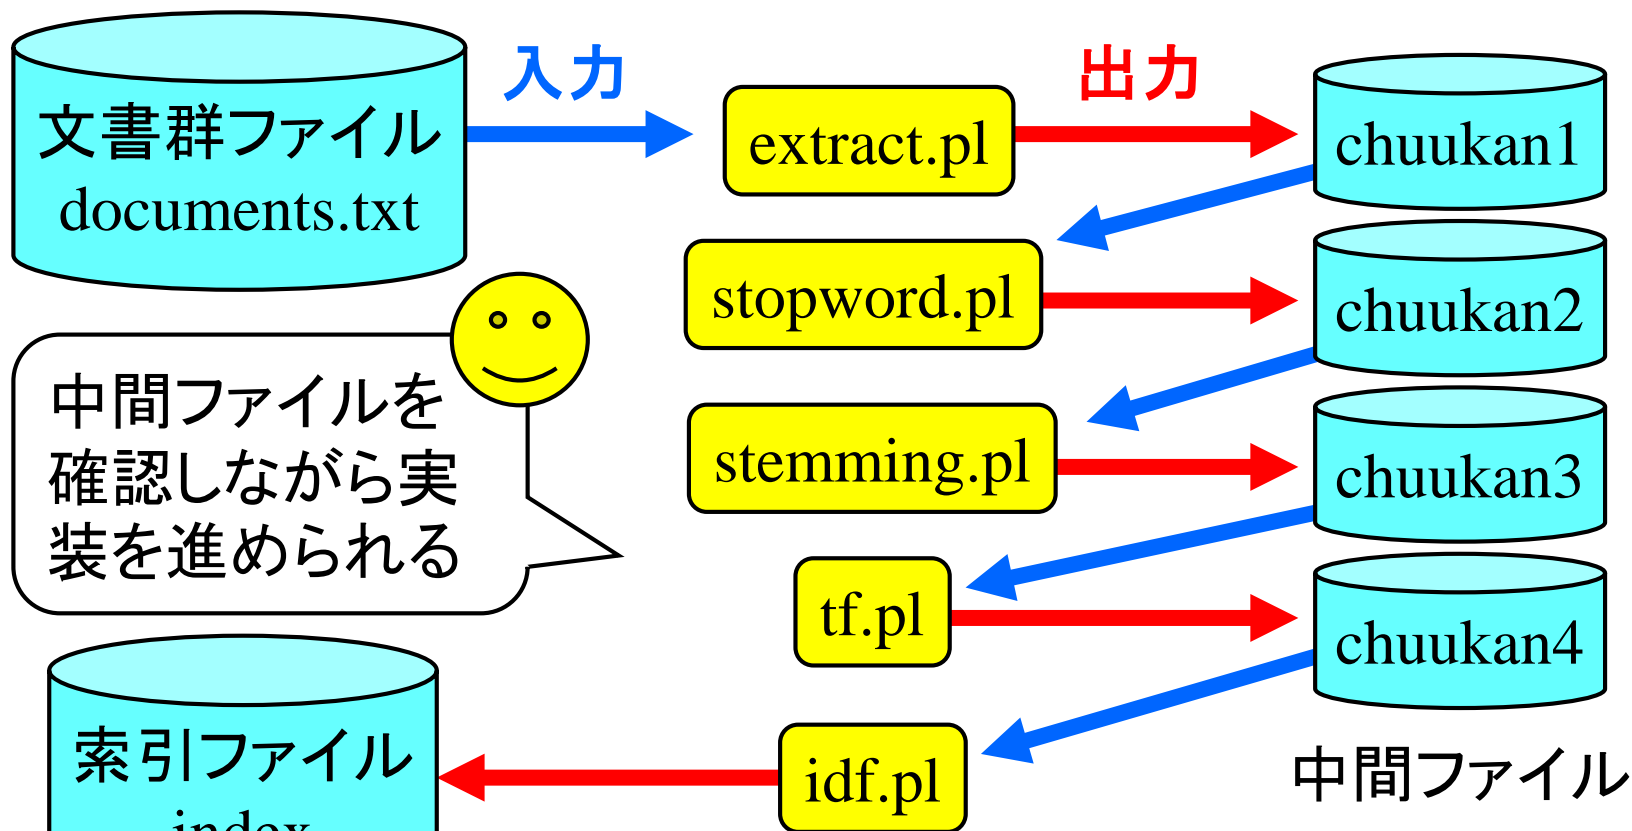 文書群ファイル
documents.txt
入力
extract.pl
出力
chuukan1
stopword.pl
chuukan2
中間ファイルを
確認しながら実
装を進められる
stemming.pl
chuukan3
tf.pl
chuukan4
索引ファイル
index
idf.pl
中間ファイル